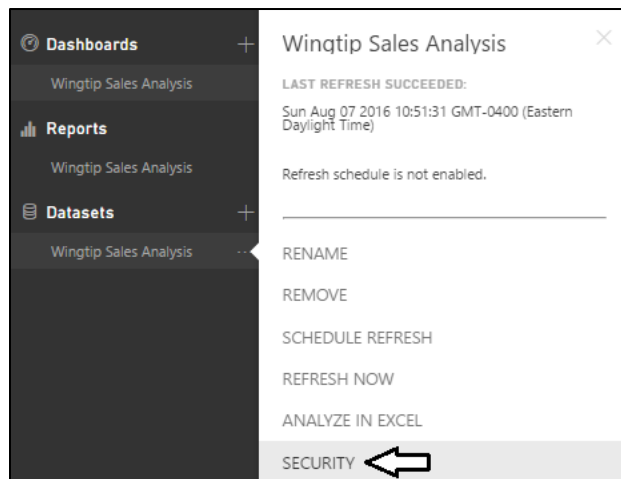 Dashboards
Wingtip Sales Analysis
Reports
Wingtip Sales Analysis
Datasets
Wingtip Sales Analysis
Wingtip Sales Analysis
LAST REFRESH SUCCEEDED:
Sun Aug 07 2016 10:51:31 GMT-0400 (Eastern
Daylight Time)
Refresh schedule is not enabled.
RENAME
REMOVE
SCHEDULE REFRESH
REFRESH NOW
ANALYZE IN EXCEL
SECURITY